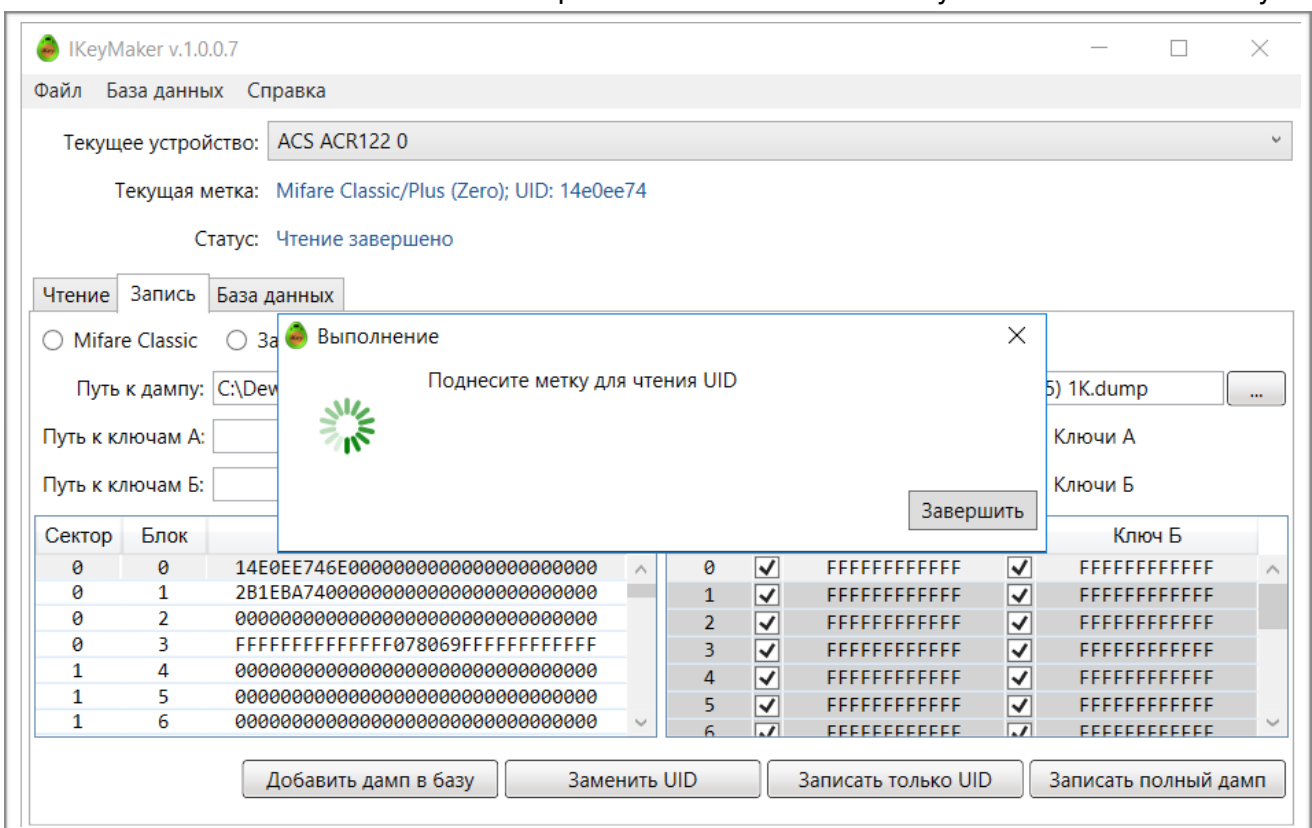 IKeyMaker v.1.0.0.7
Файл База данных Справка
Текущее устройство: ACS ACR122 0
Текущая метка: Mifare Classic/Plus (Zero); UID: 14e0ee74
Статус: Чтение завершено
Чтение Запись База данных
Mifare Classic За
Выполнение
Поднесите метку для чтения UID
Завершить
Путь к дампу: C:\Dew 5) 1K.dump ...
Путь к ключам А: Ключи А
Путь к ключам Б: Ключи Б
Сектор Блок Ключ Б
0 0 14E0EE746E0000000000000000000000 0 FFFFFFFFFFFF FFFFFFFFFFFF
0 1 2B1EBA74000000000000000000000000 1 FFFFFFFFFFFF FFFFFFFFFFFF
0 2 00000000000000000000000000000000 2 FFFFFFFFFFFF FFFFFFFFFFFF
0 3 FFFFFFFFFFFFFF078069FFFFFFFFFFFF 3 FFFFFFFFFFFF FFFFFFFFFFFF
1 4 00000000000000000000000000000000 4 FFFFFFFFFFFF FFFFFFFFFFFF
1 5 00000000000000000000000000000000 5 FFFFFFFFFFFF FFFFFFFFFFFF
1 6 00000000000000000000000000000000 6 FFFFFFFFFFFF FFFFFFFFFFFF
Добавить дамп в базу Заменить UID Записать только UID Записать полный дамп